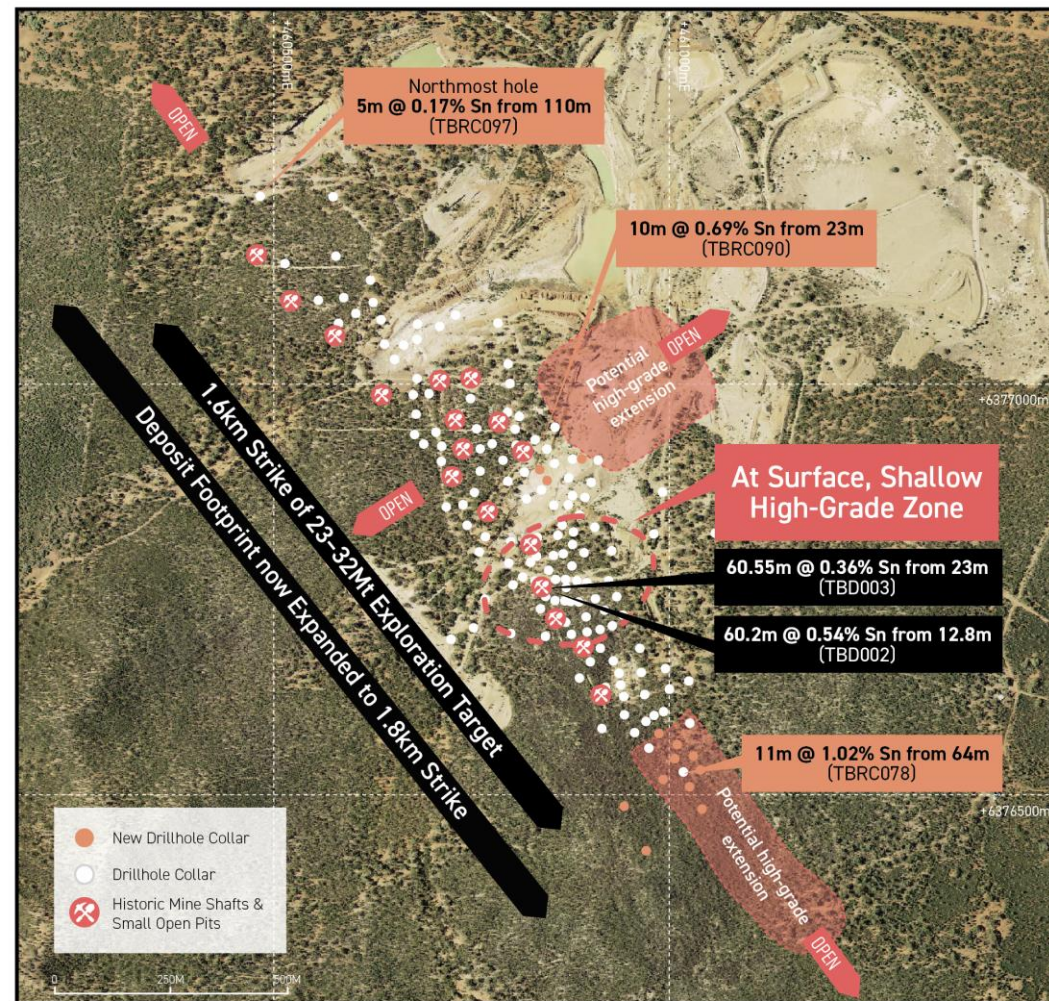 +660500mE
+661000mE
OPEN
Northmost hole
5m @ 0.17% Sn from 110m
(TBRC097)
10m @ 0.69% Sn from 23m
(TBRC090)
OPEN
Potential
high-grade
extension
+6377000m
1.6km Strike of 23–32Mt Exploration Target
Deposit Footprint now Expanded to 1.8km Strike
OPEN
At Surface, Shallow
High-Grade Zone
60.55m @ 0.36% Sn from 23m
(TBD003)
60.2m @ 0.54% Sn from 12.8m
(TBD002)
11m @ 1.02% Sn from 64m
(TBRC078)
+6376500m
Potential high-grade
extension
OPEN
New Drillhole Collar
Drillhole Collar
Historic Mine Shafts &
Small Open Pits
0 250M 500M